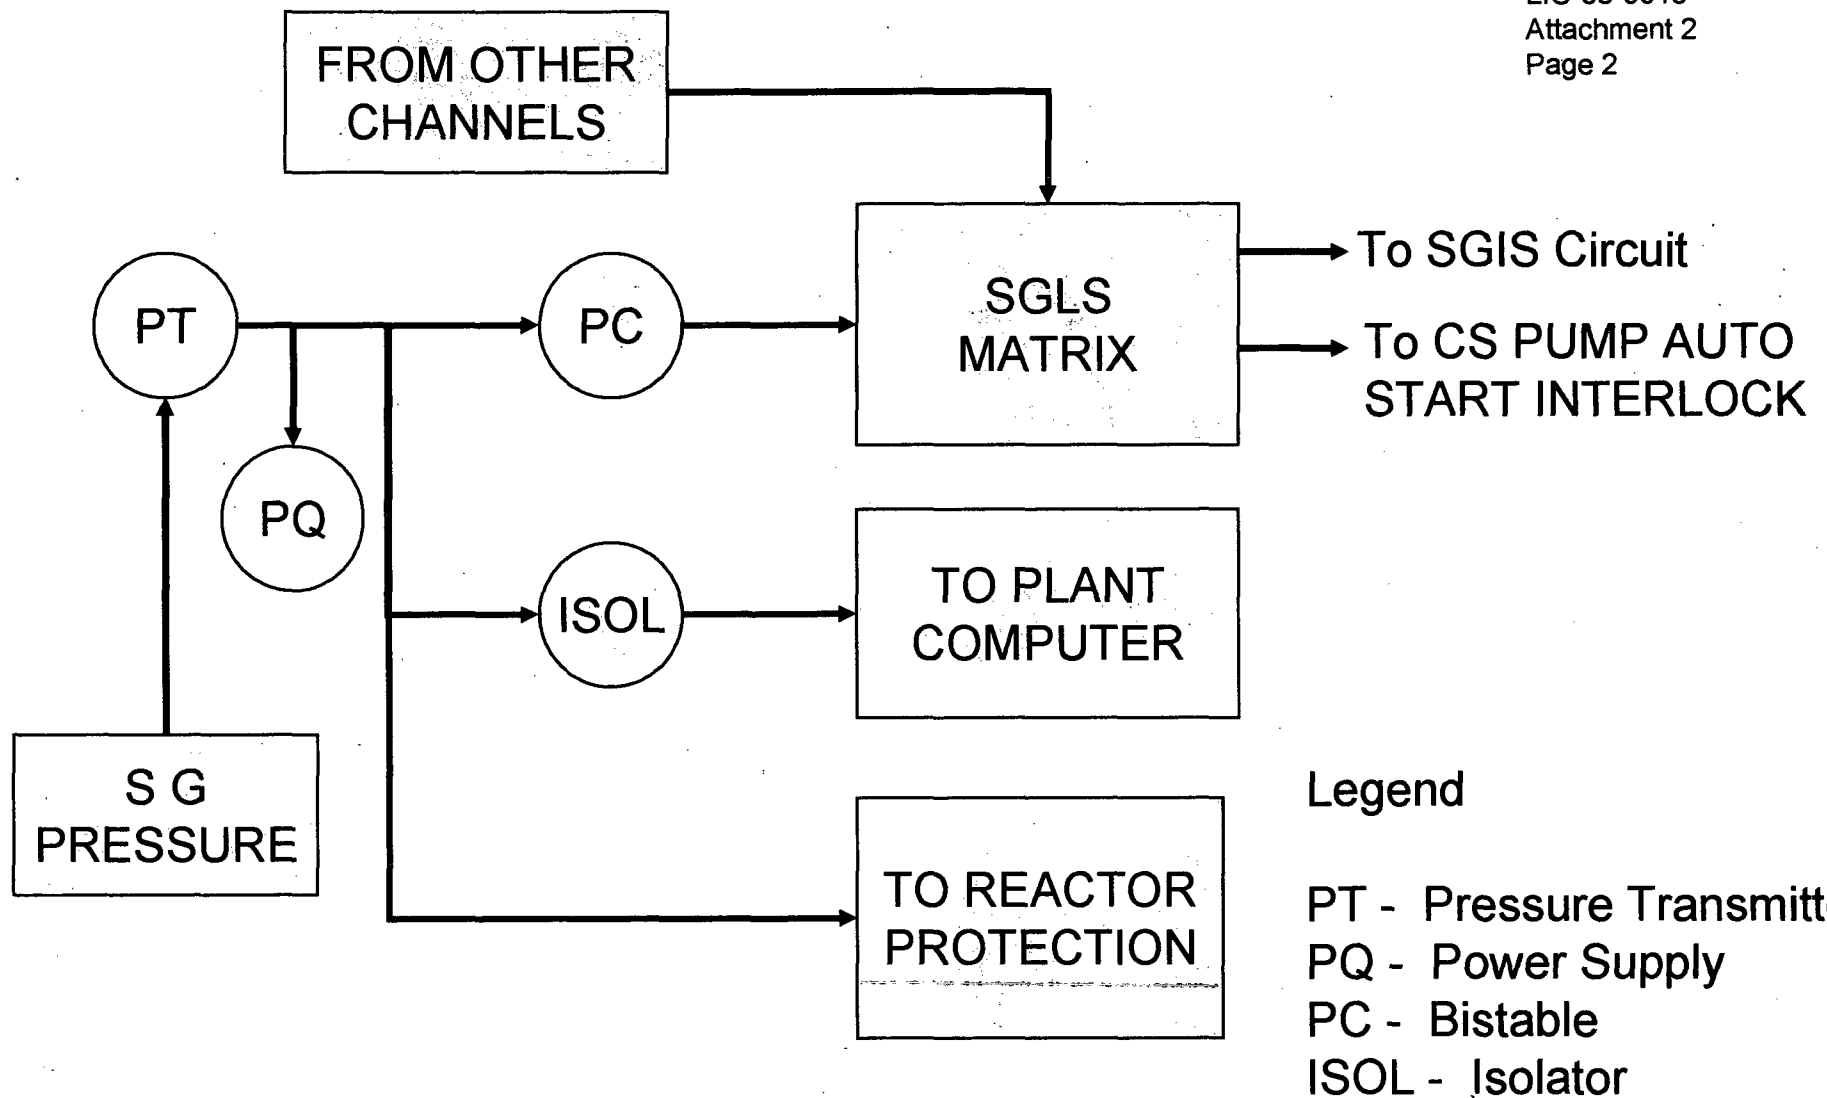 Attachment 2
Page 2
FROM OTHER
CHANNELS
To SGIS Circuit
PT
PC
SGLS
MATRIX
To CS PUMP AUTO
START INTERLOCK
PQ
ISOL
TO PLANT
COMPUTER
S G
PRESSURE
TO REACTOR
PROTECTION
Legend
PT - Pressure Transmitt
PQ - Power Supply
PC - Bistable
ISOL - Isolator